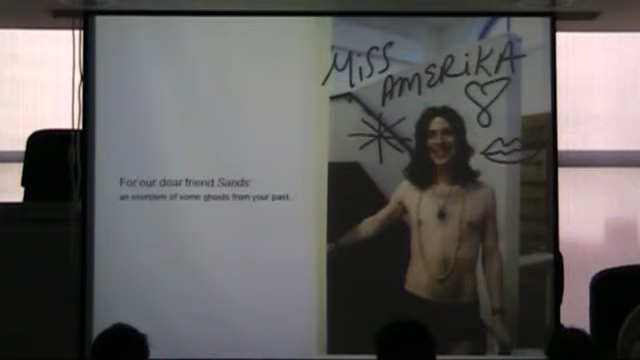 MiSS
AMERiKA
For our dear friend Sands:
an exorcism of some ghosts from your past...